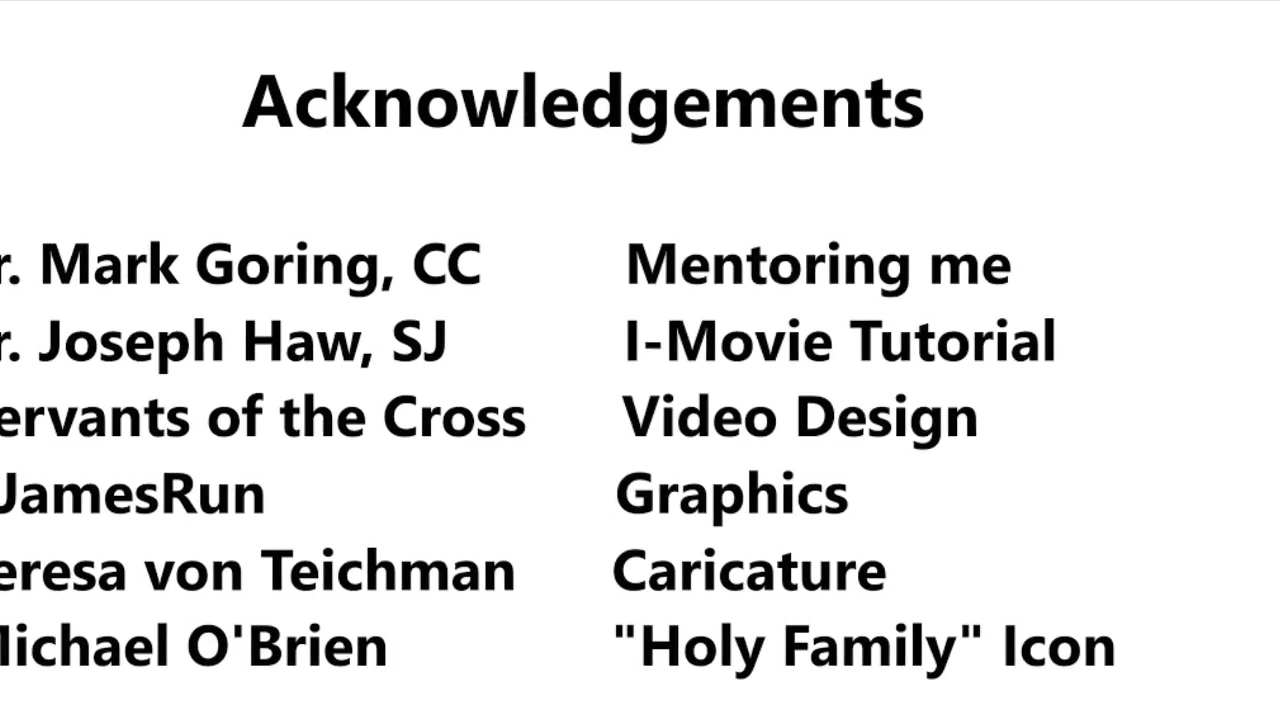 Acknowledgements
r. Mark Goring, CC Mentoring me
r. Joseph Haw, SJ I-Movie Tutorial
ervants of the Cross Video Design
JamesRun Graphics
eresa von Teichman Caricature
ichael O'Brien "Holy Family" Icon